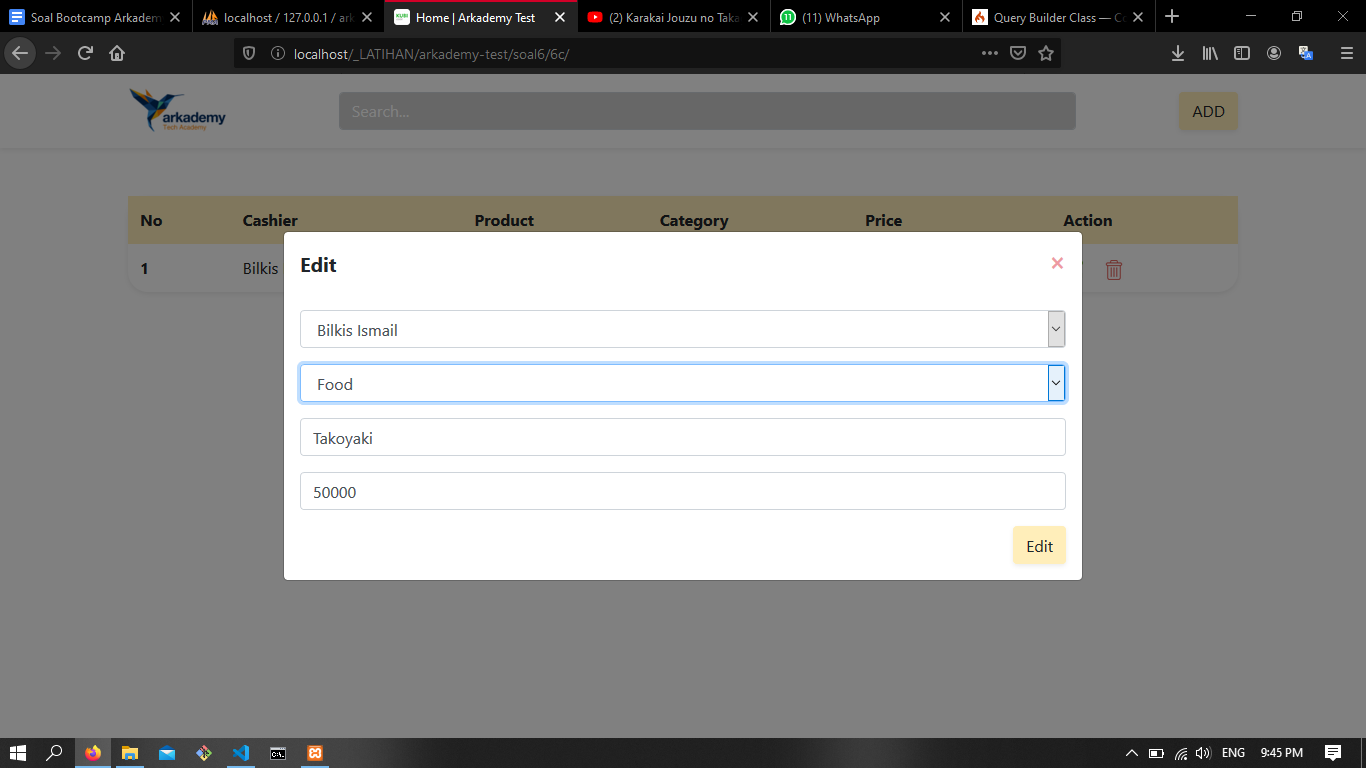 Soal Bootcamp Arkadem
localhost / 127.0.0.1 / ark
Home | Arkademy Test
(2) Karakai Jouzu no Taka
11
(11) WhatsApp
Query Builder Class — Co
localhost/_LATIHAN/arkademy-test/soal6/6c/
arkademy
Tech Academy
Search...
ADD
No Cashier Product Category Price Action
1 Bilkis
Edit
×
Bilkis Ismail
Food
Takoyaki
50000
Edit
ENG 9:45 PM